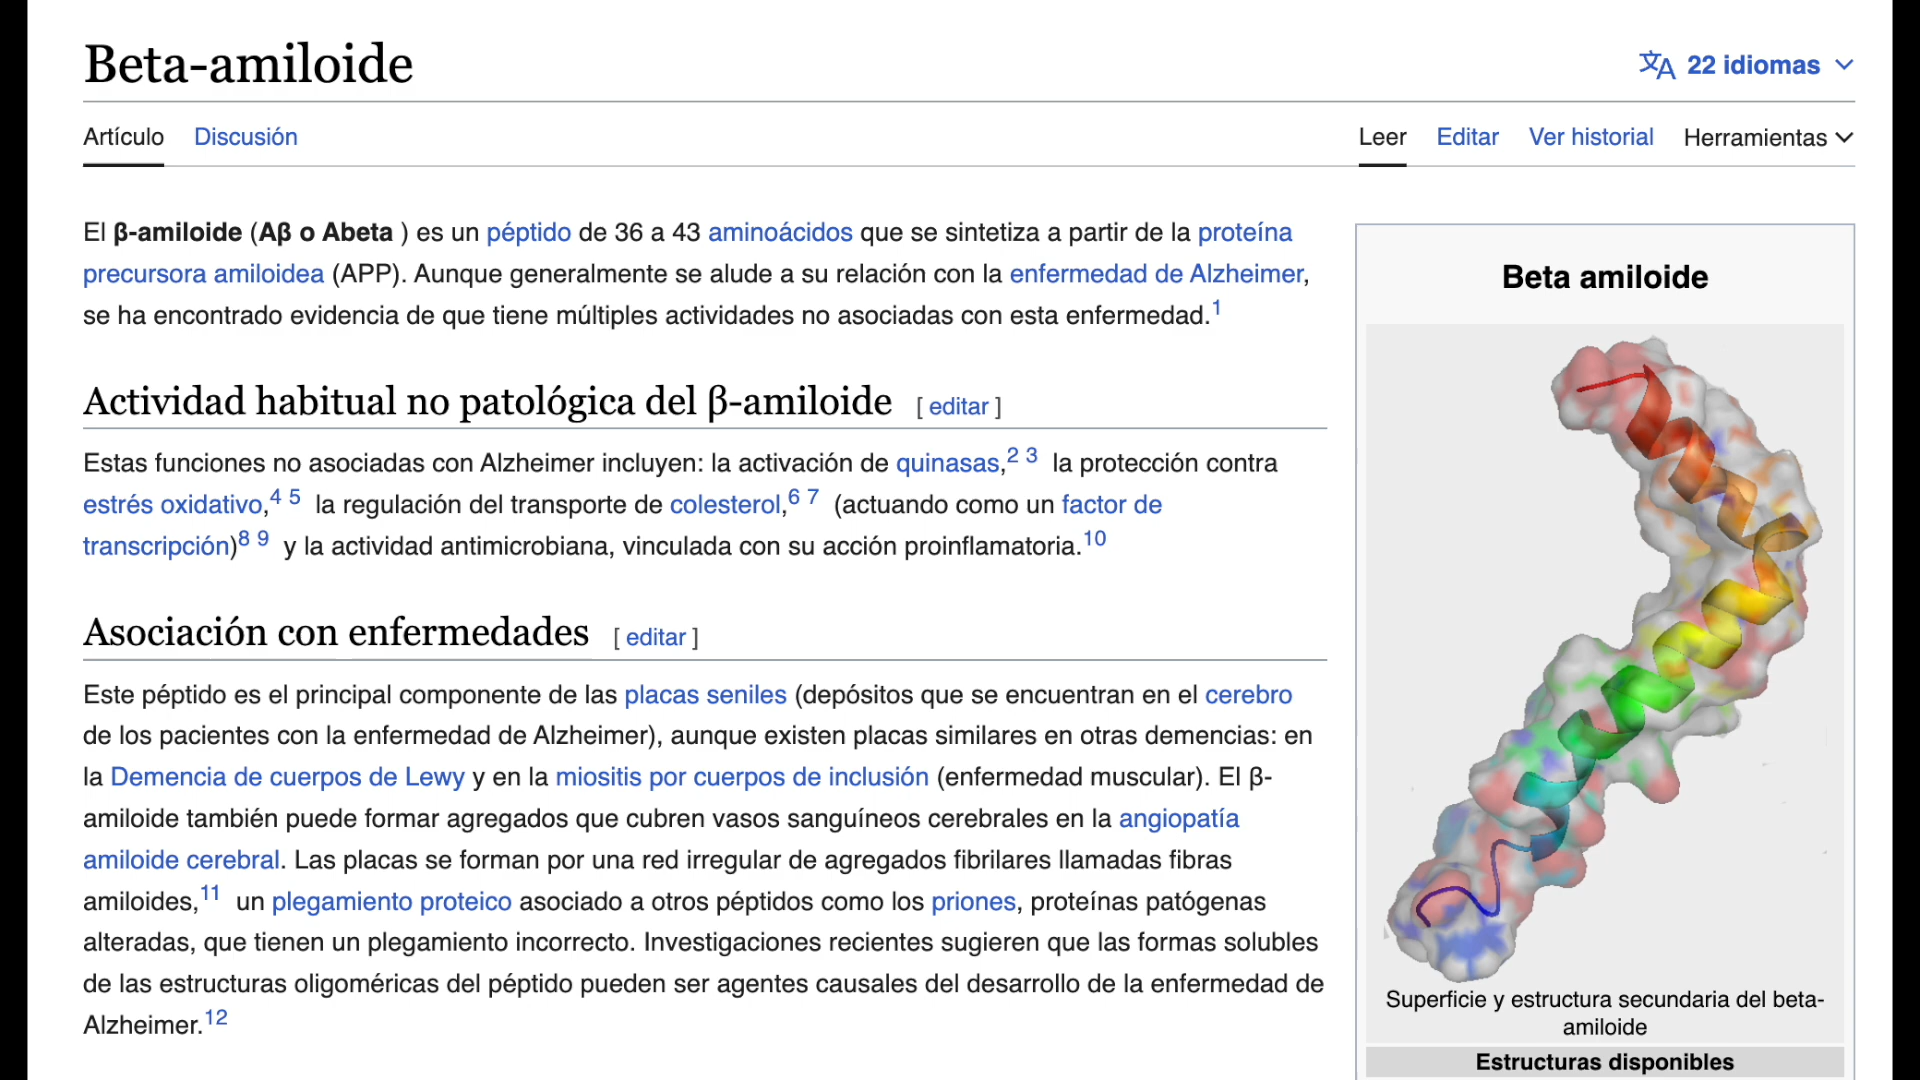 Beta-amiloide
22 idiomas
Artículo Discusión Leer Editar Ver historial Herramientas
El β-amiloide (Aβ o Abeta ) es un péptido de 36 a 43 aminoácidos que se sintetiza a partir de la proteína
precursora amiloidea (APP). Aunque generalmente se alude a su relación con la enfermedad de Alzheimer,
se ha encontrado evidencia de que tiene múltiples actividades no asociadas con esta enfermedad.1
Actividad habitual no patológica del β-amiloide [ editar ]
Estas funciones no asociadas con Alzheimer incluyen: la activación de quinasas,2 3 la protección contra
estrés oxidativo,4 5 la regulación del transporte de colesterol,6 7 (actuando como un factor de
transcripción)8 9 y la actividad antimicrobiana, vinculada con su acción proinflamatoria.10
Asociación con enfermedades [ editar ]
Este péptido es el principal componente de las placas seniles (depósitos que se encuentran en el cerebro
de los pacientes con la enfermedad de Alzheimer), aunque existen placas similares en otras demencias: en
la Demencia de cuerpos de Lewy y en la miositis por cuerpos de inclusión (enfermedad muscular). El β-
amiloide también puede formar agregados que cubren vasos sanguíneos cerebrales en la angiopatía
amiloide cerebral. Las placas se forman por una red irregular de agregados fibrilares llamadas fibras
amiloides,11 un plegamiento proteico asociado a otros péptidos como los priones, proteínas patógenas
alteradas, que tienen un plegamiento incorrecto. Investigaciones recientes sugieren que las formas solubles
de las estructuras oligoméricas del péptido pueden ser agentes causales del desarrollo de la enfermedad de
Alzheimer.12
Beta amiloide
Superficie y estructura secundaria del beta-
amiloide
Estructuras disponibles